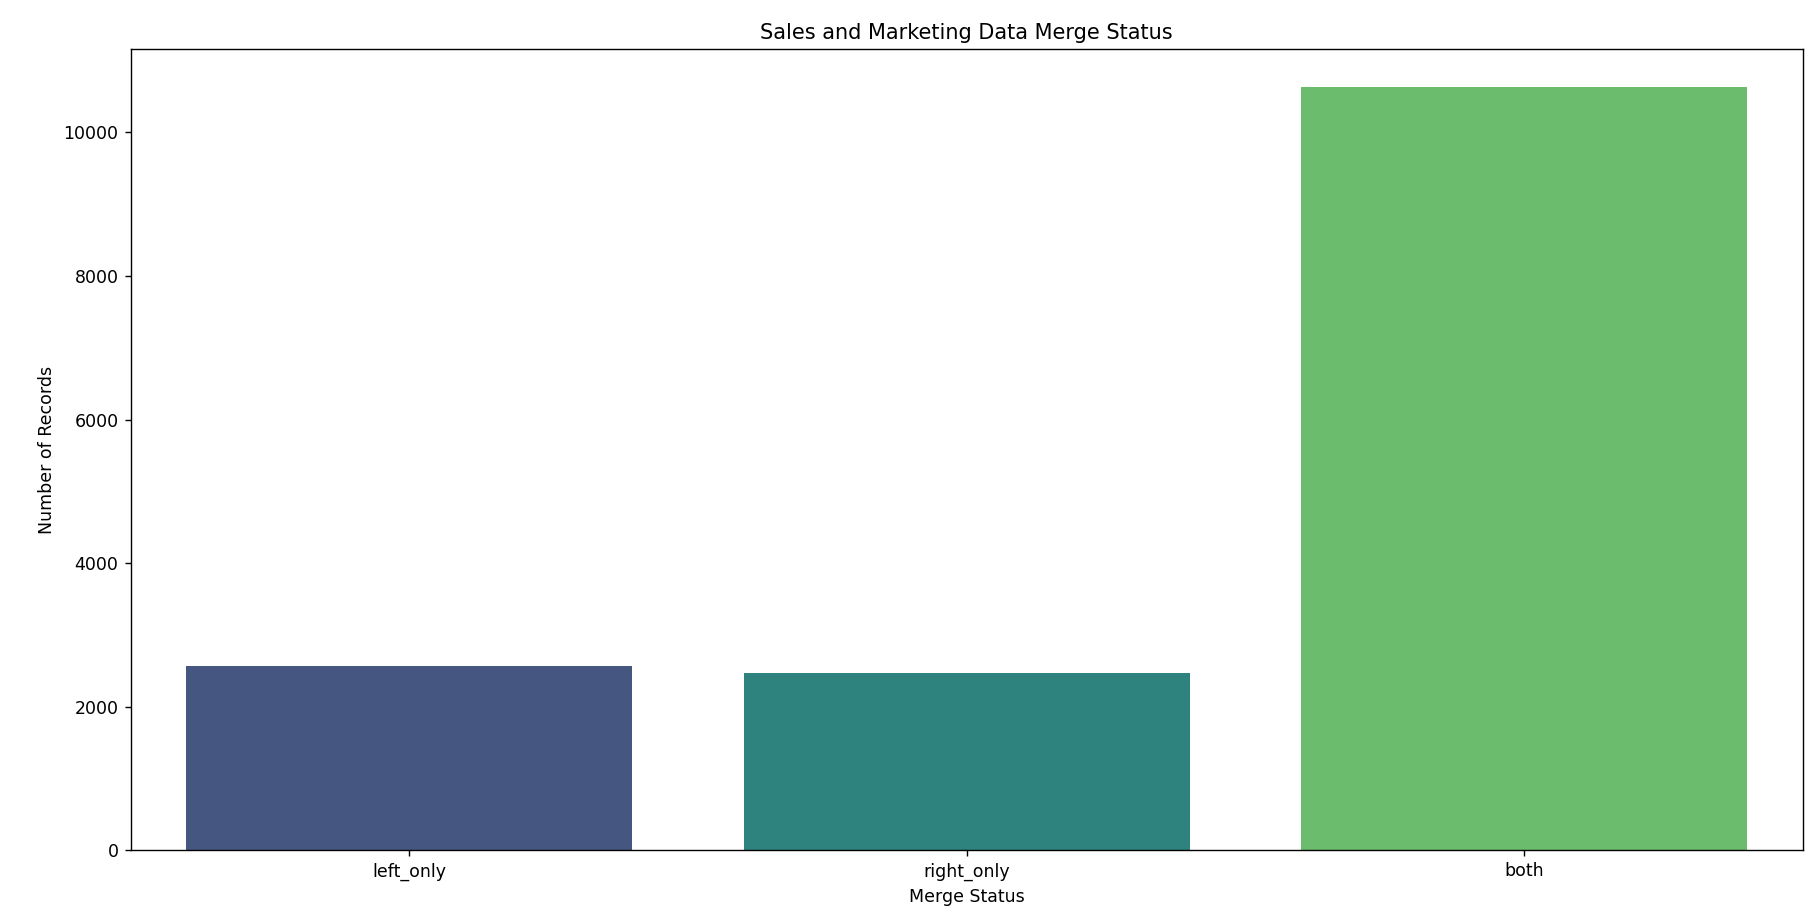 Sales and Marketing Data Merge Status
10000
8000
6000
4000
2000
0
Number of Records
left_only
right_only
both
Merge Status